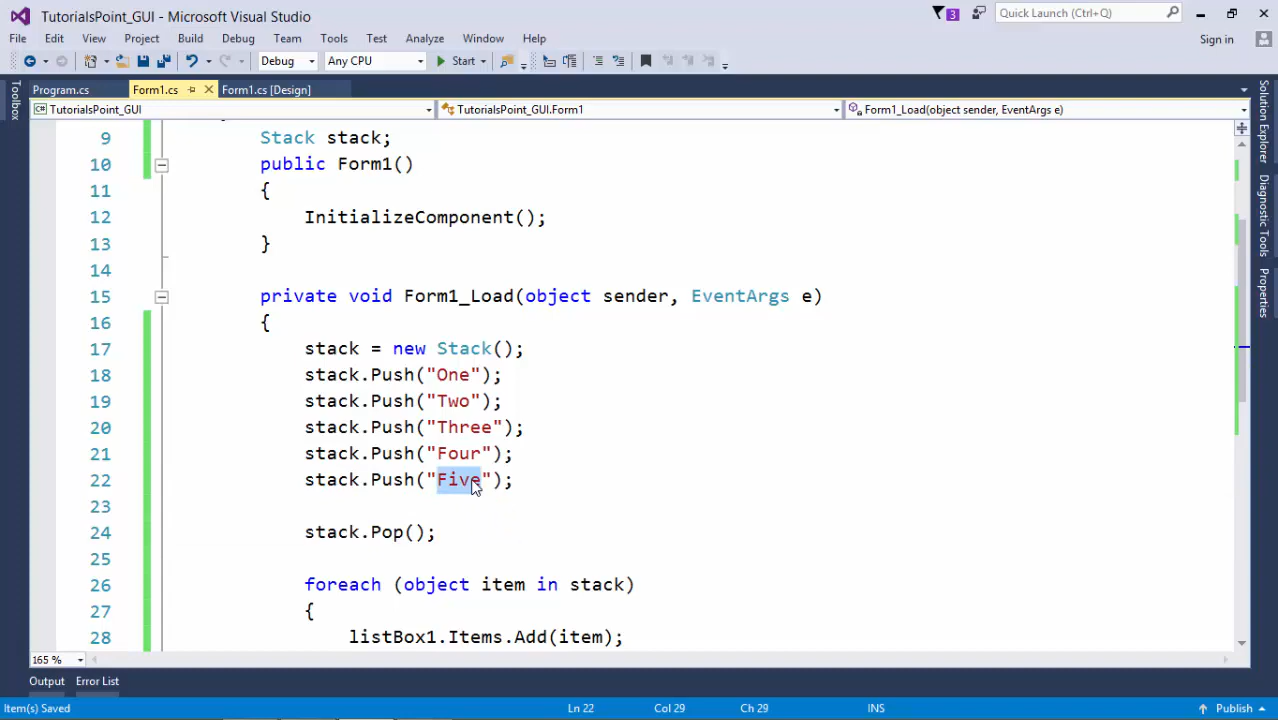 TutorialsPoint_GUI - Microsoft Visual Studio
3
Quick Launch (Ctrl+Q)
File Edit View Project Build Debug Team Tools Test Analyze Window Help
Sign in
Debug Any CPU Start
Program.cs Form1.cs Form1.cs [Design]
TutorialsPoint_GUI TutorialsPoint_GUI.Form1 Form1_Load(object sender, EventArgs e)
Toolbox
Solution Explorer
Diagnostic Tools
Properties
9 Stack stack;
10 public Form1()
11 {
12 InitializeComponent();
13 }
14
15 private void Form1_Load(object sender, EventArgs e)
16 {
17 stack = new Stack();
18 stack.Push("One");
19 stack.Push("Two");
20 stack.Push("Three");
21 stack.Push("Four");
22 stack.Push("Five");
23
24 stack.Pop();
25
26 foreach (object item in stack)
27 {
28 listBox1.Items.Add(item);
165 %
Output Error List
Item(s) Saved Ln 22 Col 29 Ch 29 INS Publish